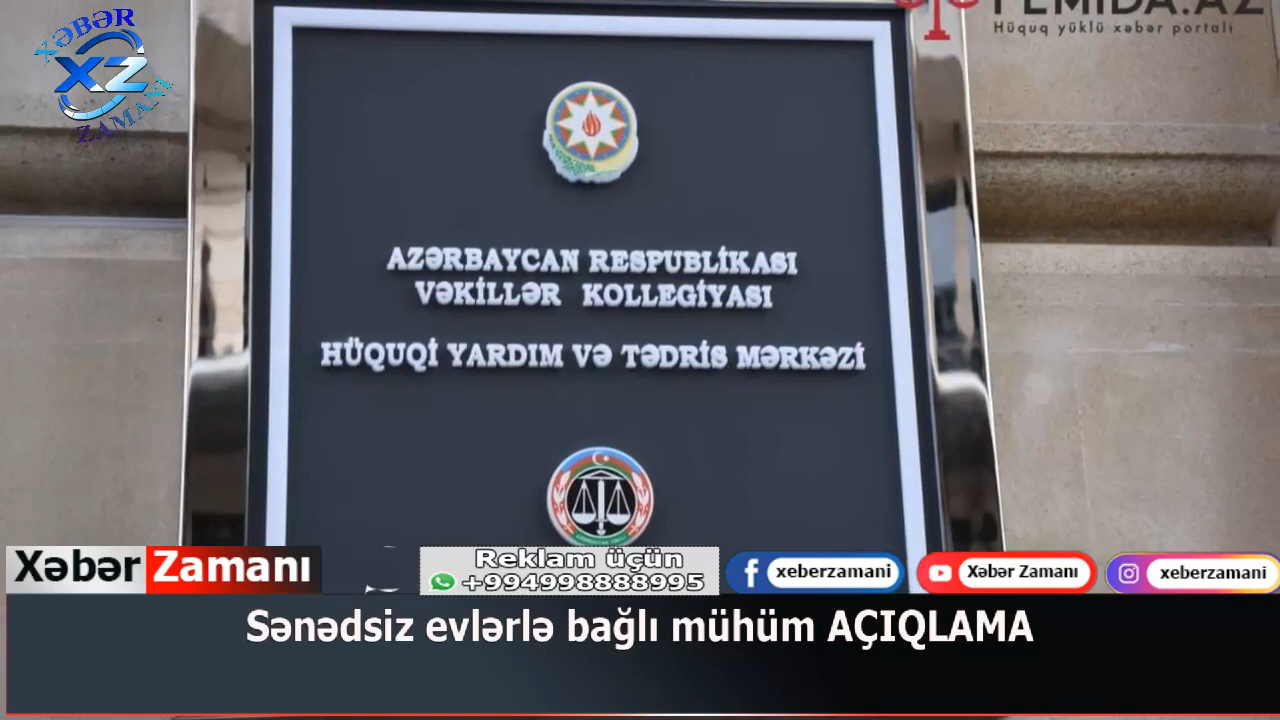 XƏBƏR
XZ
ZAMANI
FEMIDA.AZ
Hüquq yüklü xəbər portalı
AZƏRBAYCAN RESPUBLİKASI
VƏKİLLƏR KOLLEGİYASI
HÜQUQİ YARDIM VƏ TƏDRİS MƏRKƏZİ
Xəbər Zamanı
Reklam üçün
+994998888995
xeberzamani
Xəbər Zamanı
xeberzamani
Sənədsiz evlərlə bağlı mühüm AÇIQLAMA